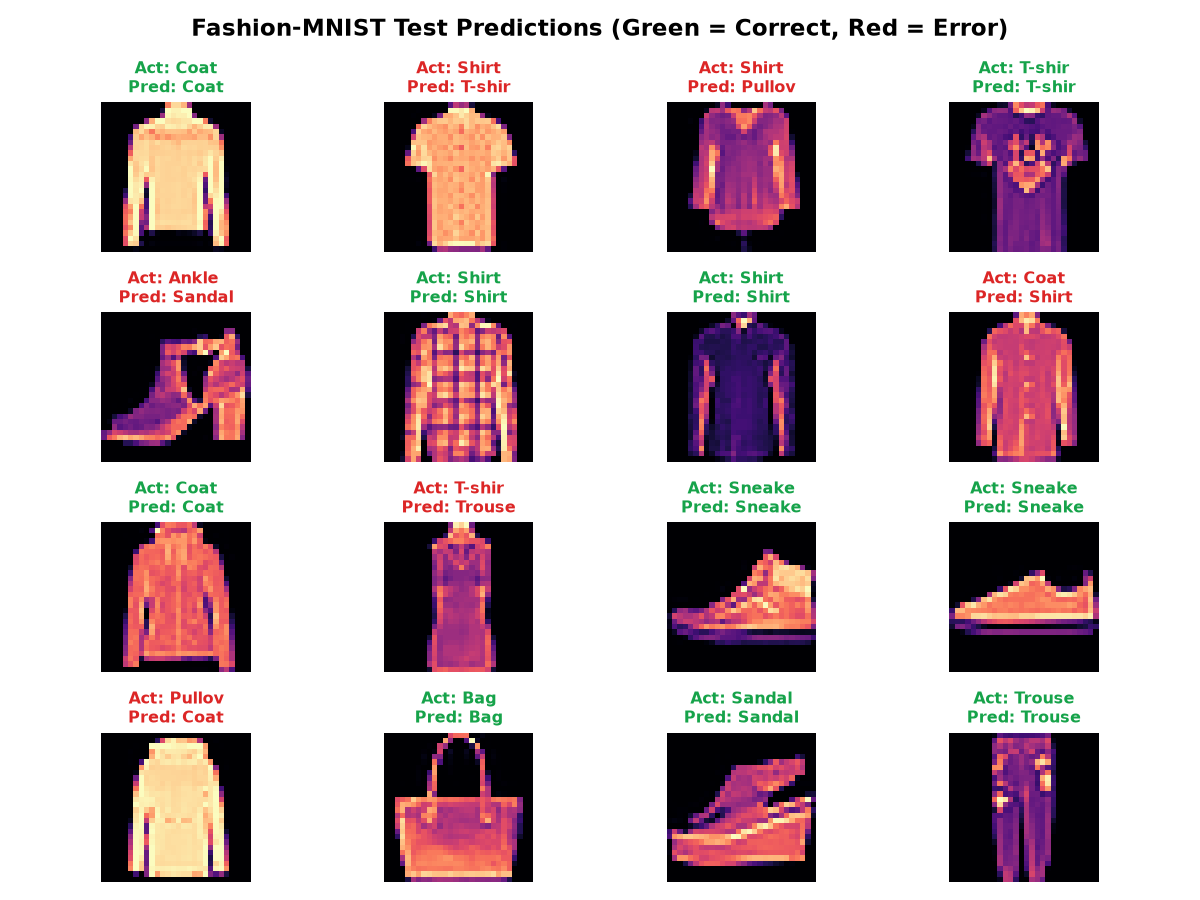 Fashion-MNIST Test Predictions (Green = Correct, Red = Error)
Act: Coat
Pred: Coat
Act: Shirt
Pred: T-shir
Act: Shirt
Pred: Pullov
Act: T-shir
Pred: T-shir
Act: Ankle
Pred: Sandal
Act: Shirt
Pred: Shirt
Act: Shirt
Pred: Shirt
Act: Coat
Pred: Shirt
Act: Coat
Pred: Coat
Act: T-shir
Pred: Trouse
Act: Sneake
Pred: Sneake
Act: Sneake
Pred: Sneake
Act: Pullov
Pred: Coat
Act: Bag
Pred: Bag
Act: Sandal
Pred: Sandal
Act: Trouse
Pred: Trouse